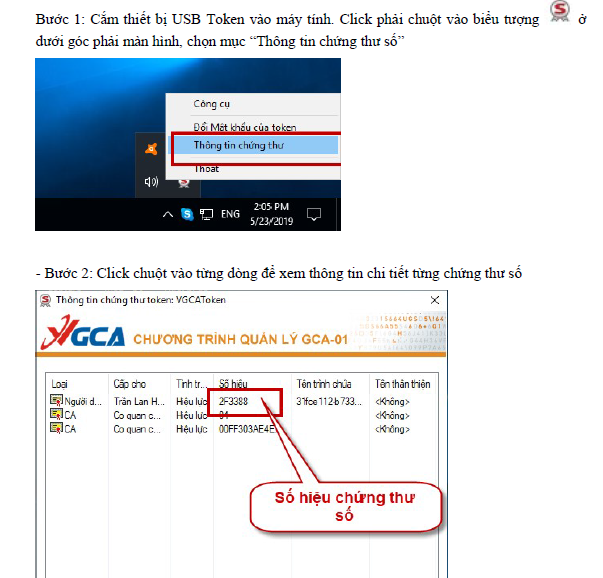 Bước 1: Cắm thiết bị USB Token vào máy tính. Click phải chuột vào biểu tượng ở
dưới góc phải màn hình, chọn mục “Thông tin chứng thư số”
Công cụ
Đổi Mật khẩu của token
Thông tin chứng thư
Thoát
ENG
2:05 PM
5/23/2019
- Bước 2: Click chuột vào từng dòng để xem thông tin chi tiết từng chứng thư số
Thông tin chứng thư token: VGCAToken
VGCA CHƯƠNG TRÌNH QUẢN LÝ GCA-01
Loại Cấp cho Tình tr... Số hiệu Tên trình chứa Tên thân thiện
Người d... Trần Lan H... Hiệu lực 2F3388 <Không>
CA Cơ quan c... Hiệu lực <Không>
CA Cơ quan c... Hiệu lực 00FF303AE4E <Không>
Số hiệu chứng thư
số